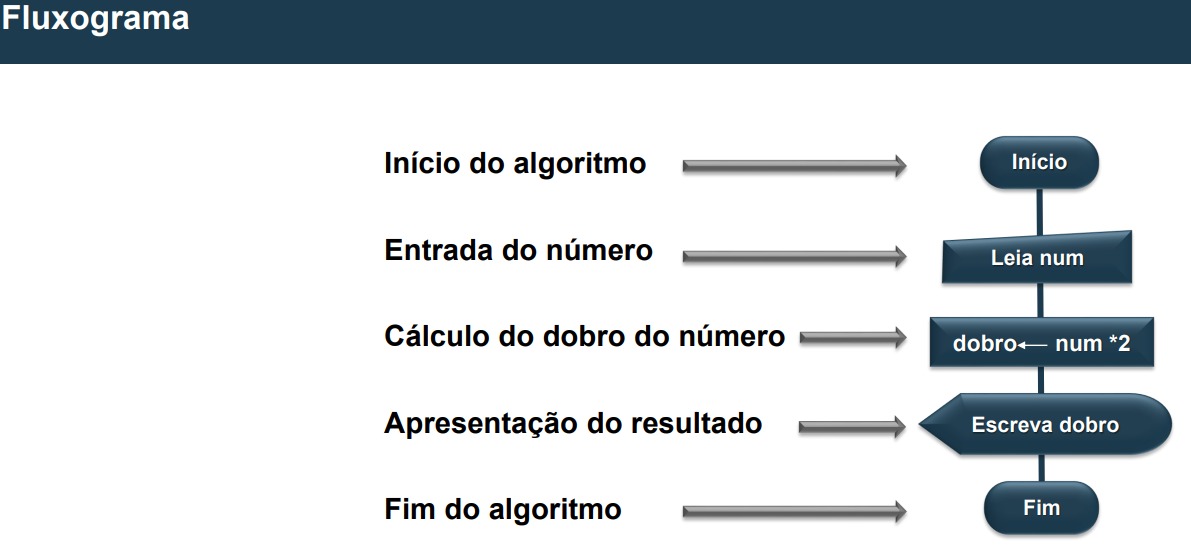 Fluxograma
Início do algoritmo
Início
Entrada do número
Leia num
Cálculo do dobro do número
dobro← num *2
Apresentação do resultado
Escreva dobro
Fim do algoritmo
Fim